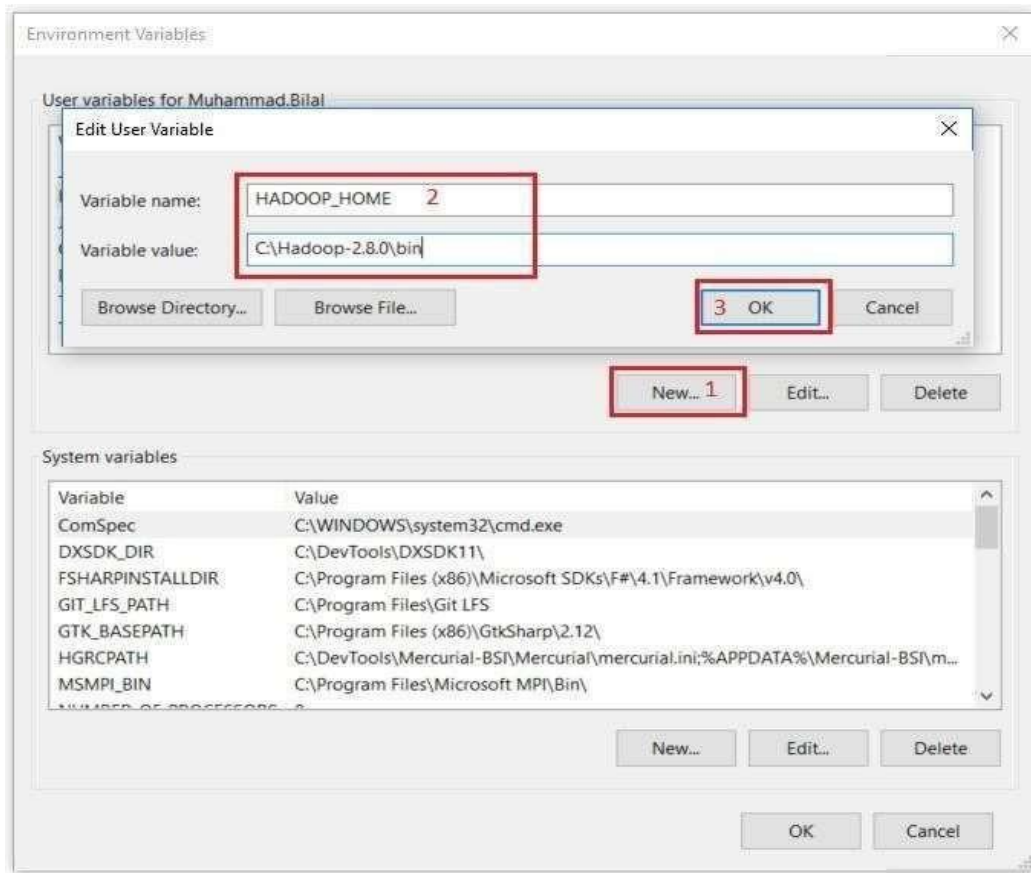 Environment Variables
User variables for Muhammad.Bilal
Edit User Variable
Variable name: HADOOP_HOME 2
Variable value: C:\Hadoop-2.8.0\bin
Browse Directory... Browse File... 3 OK Cancel
New... 1 Edit... Delete
System variables
Variable Value
ComSpec C:\WINDOWS\system32\cmd.exe
DXSDK_DIR C:\DevTools\DXSDK11\
FSHARPINSTALLDIR C:\Program Files (x86)\Microsoft SDKs\F#\4.1\Framework\v4.0\
GIT_LFS_PATH C:\Program Files\Git LFS
GTK_BASEPATH C:\Program Files (x86)\GtkSharp\2.12\
HGRCPATH C:\DevTools\Mercurial-BSI\Mercurial\mercurial.ini;%APPDATA%\Mercurial-BSI\m...
MSMPI_BIN C:\Program Files\Microsoft MPI\Bin\
NUMBER_OF_PROCESSORS
New... Edit... Delete
OK Cancel